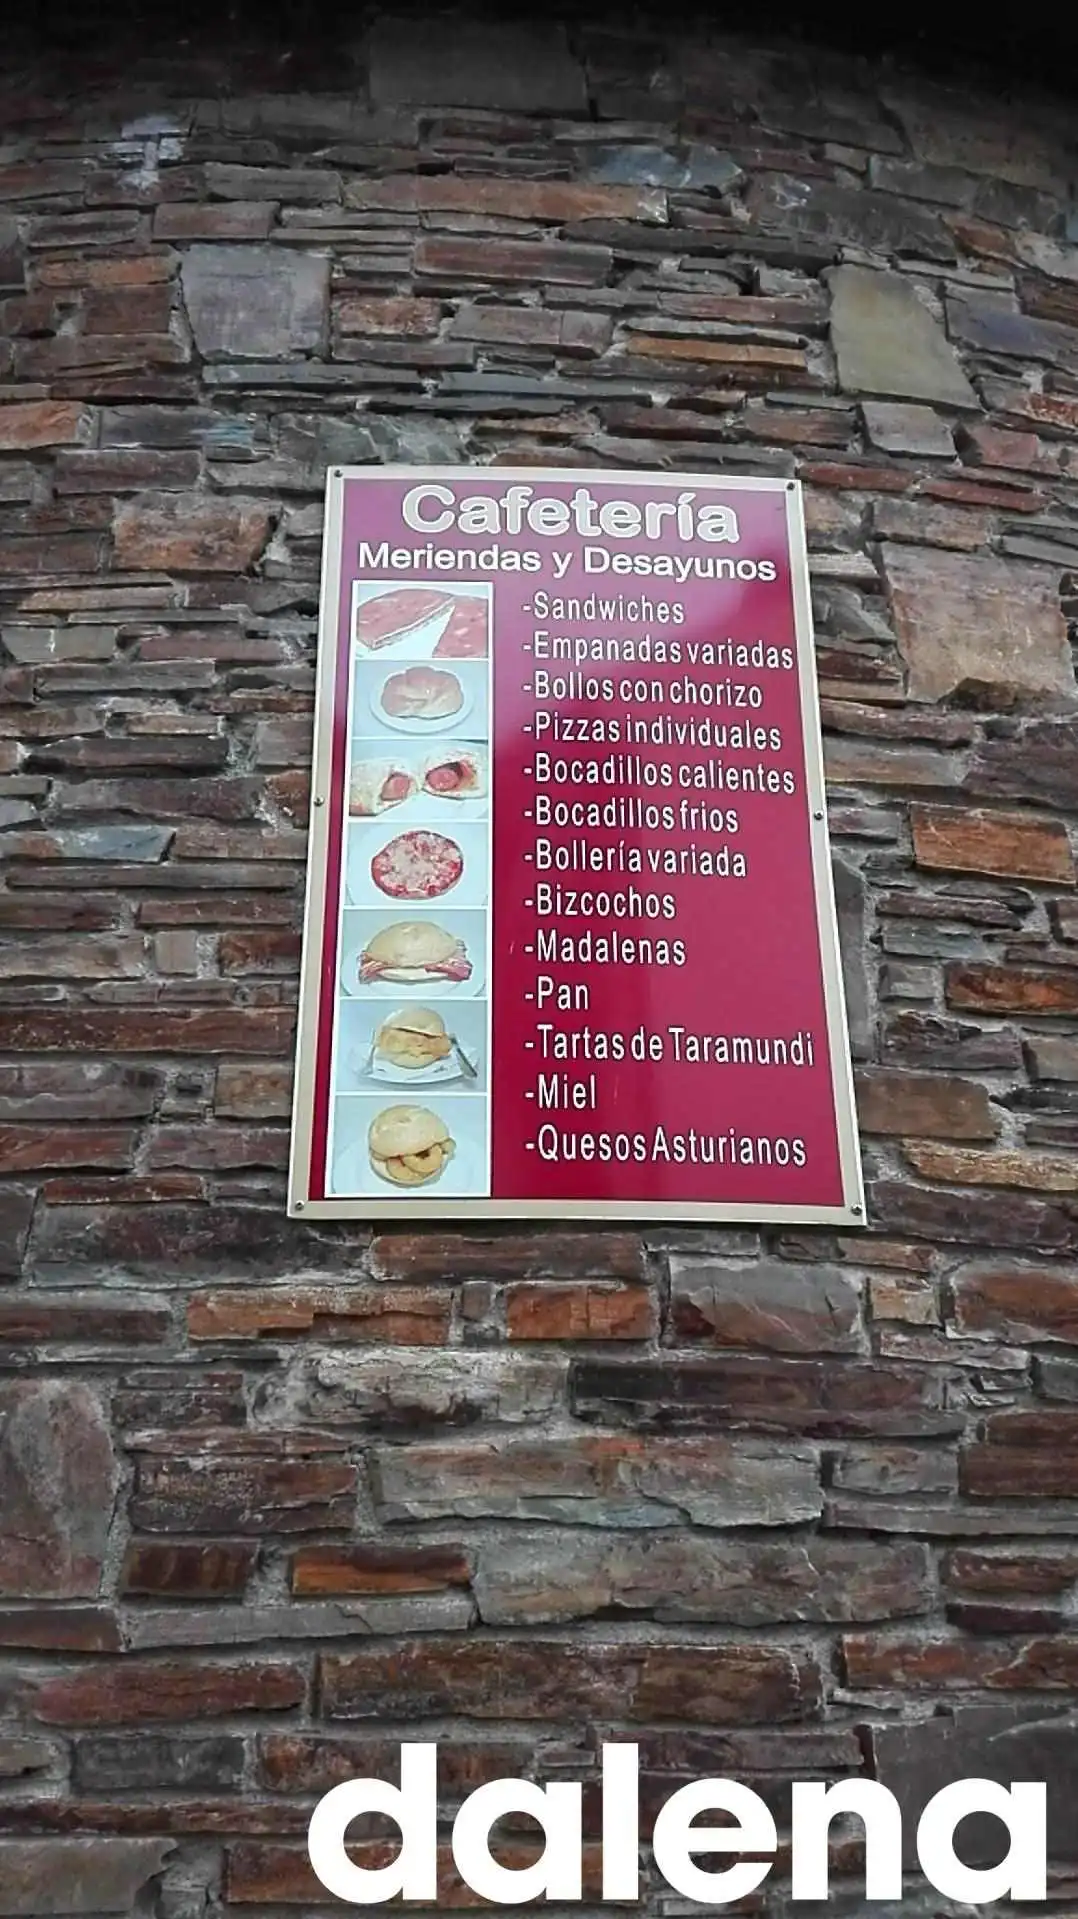 Cafetería
Meriendas y Desayunos
-Sandwiches
-Empanadas variadas
-Bollos con chorizo
-Pizzas individuales
-Bocadillos calientes
-Bocadillos frios
-Bollería variada
-Bizcochos
-Madalenas
-Pan
-Tartas de Taramundi
-Miel
-Quesos Asturianos
dalena